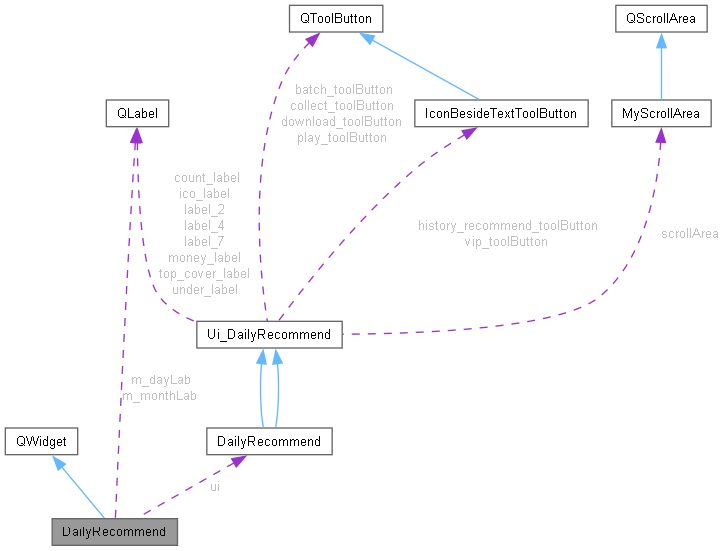 QToolButton
QScrollArea
batch_toolButton
collect_toolButton
download_toolButton
play_toolButton
QLabel
IconBesideTextToolButton
MyScrollArea
count_label
ico_label
label_2
label_4
label_7
money_label
top_cover_label
under_label
history_recommend_toolButton
vip_toolButton
scrollArea
Ui_DailyRecommend
m_dayLab
m_monthLab
QWidget
DailyRecommend
ui
DailyRecommend